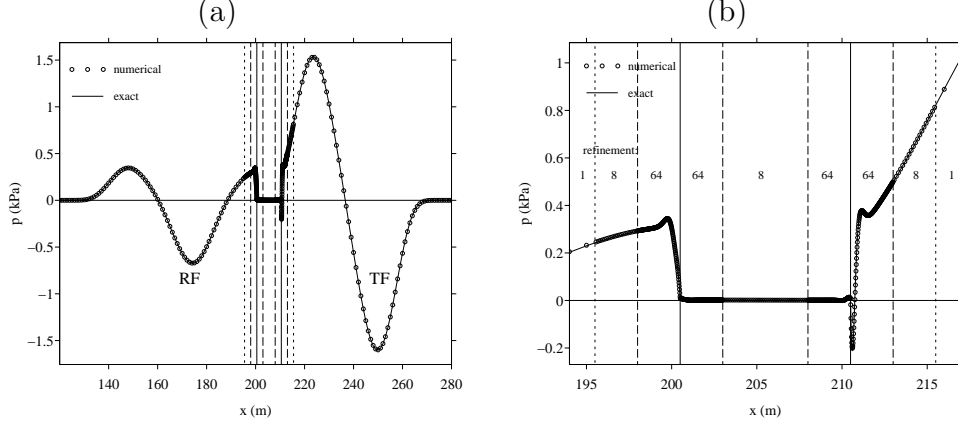 (a)
1.5
1
0.5
0
−0.5
−1
−1.5
p (kPa)
numerical
exact
RF
TF
140 160 180 200 220 240 260 280
x (m)
(b)
1
0.8
0.6
0.4
0.2
0
−0.2
p (kPa)
numerical
exact
refinement:
1 8 64 64 8 64 64 8 1
195 200 205 210 215
x (m)